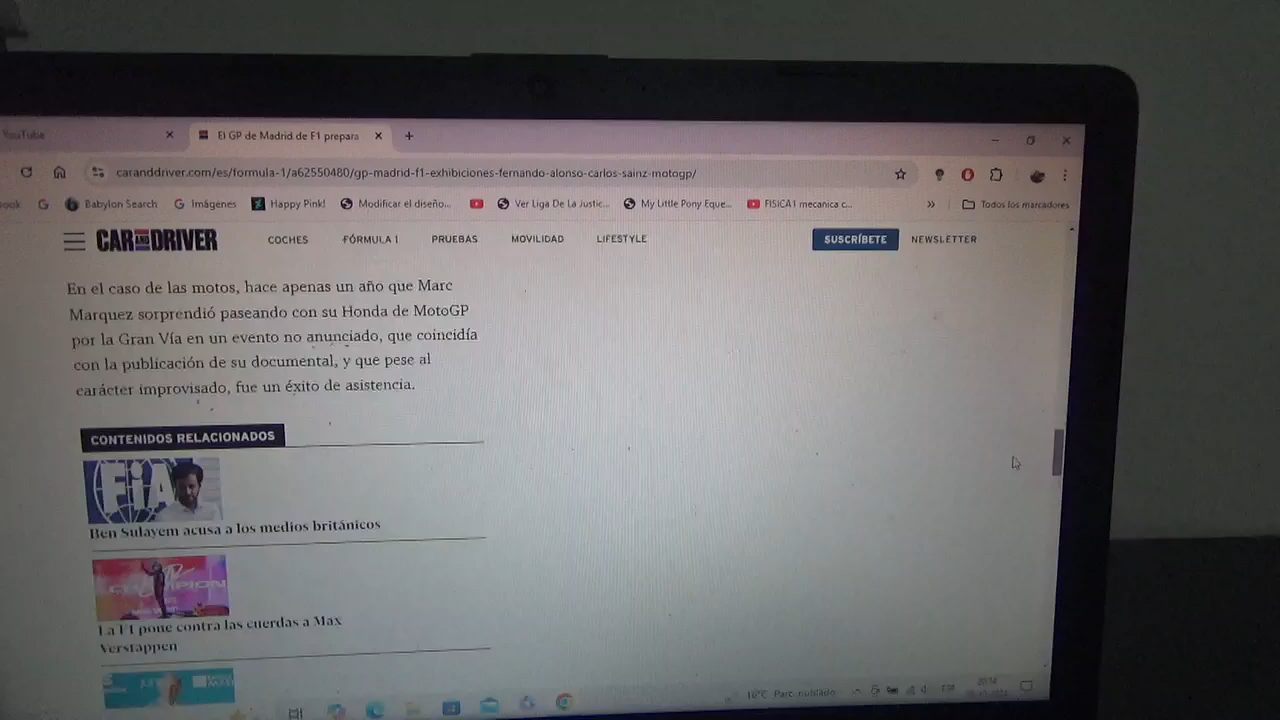 YouTube
El GP de Madrid de F1 prepara
caranddriver.com/es/formula-1/a62550480/gp-madrid-f1-exhibiciones-fernando-alonso-carlos-sainz-motogp/
ook
Babylon Search
Imágenes
Happy Pink!
Modificar el diseño...
Ver Liga De La Justic...
My Little Pony Eque...
FISICA I mecanica c...
Todos los marcadores
CAR AND DRIVER
COCHES
FÓRMULA 1
PRUEBAS
MOVILIDAD
LIFESTYLE
SUSCRÍBETE
NEWSLETTER
En el caso de las motos, hace apenas un año que Marc
Marquez sorprendió paseando con su Honda de MotoGP
por la Gran Vía en un evento no anunciado, que coincidía
con la publicación de su documental, y que pese al
carácter improvisado, fue un éxito de asistencia.
CONTENIDOS RELACIONADOS
FiA
Ben Sulayem acusa a los medios británicos
La F1 pone contra las cuerdas a Max
Verstappen
16°C Parc. nublado